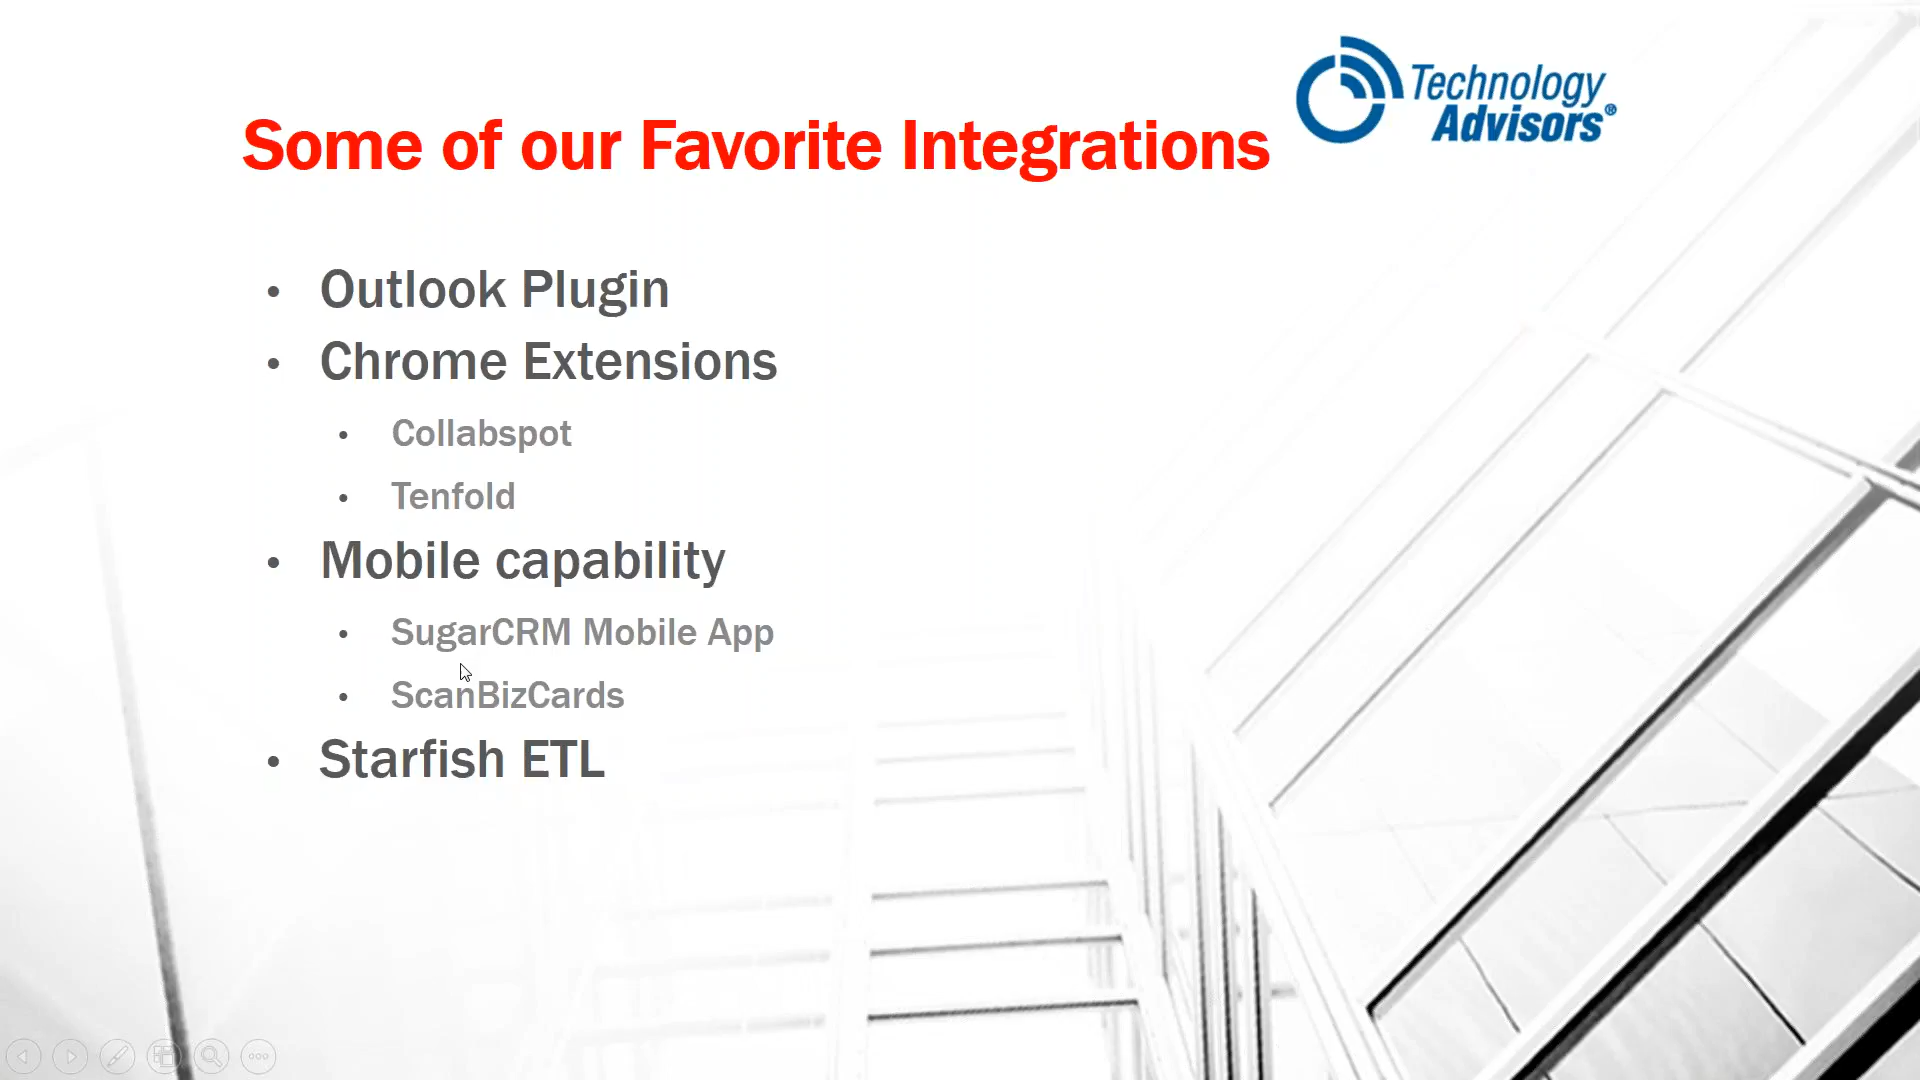 Technology
Advisors®
Some of our Favorite Integrations
• Outlook Plugin
• Chrome Extensions
• Collabspot
• Tenfold
• Mobile capability
• SugarCRM Mobile App
• ScanBizCards
• Starfish ETL